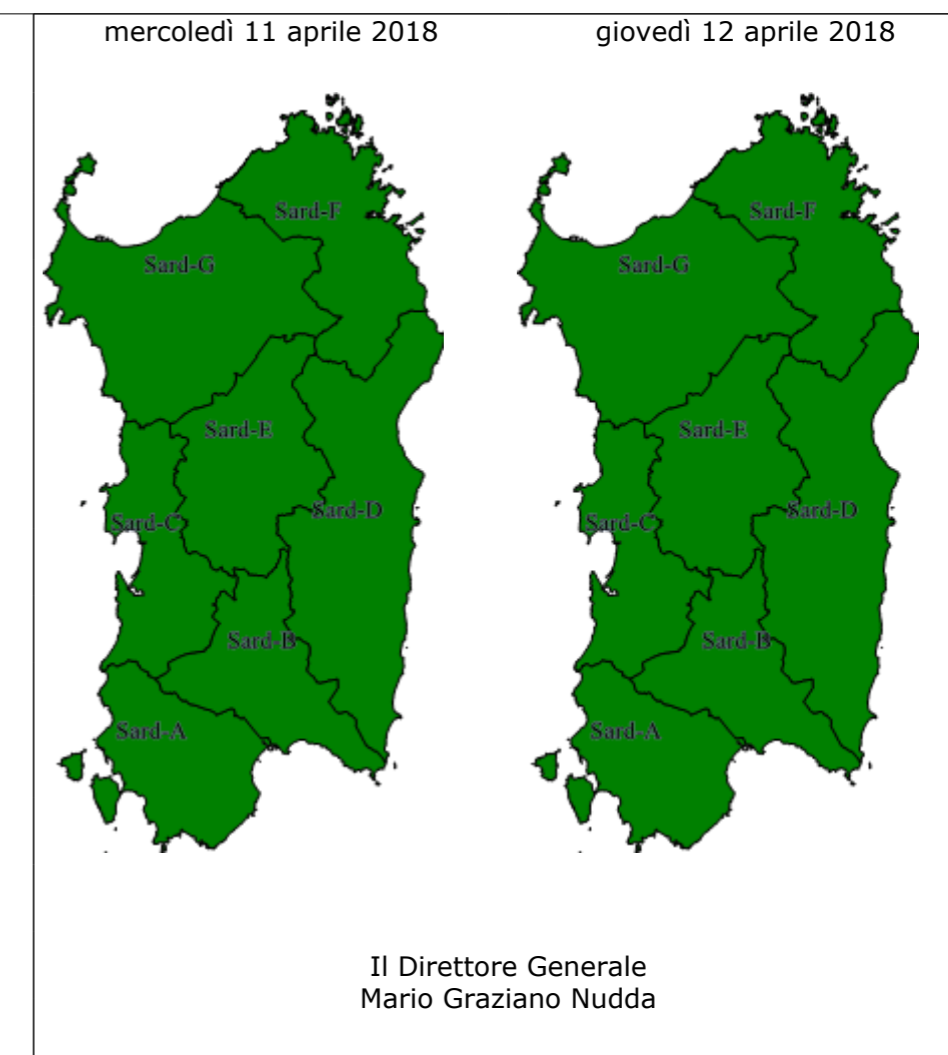 mercoledì 11 aprile 2018
giovedì 12 aprile 2018
Sard-F
Sard-G
Sard-E
Sard-D
Sard-C
Sard-B
Sard-A
Sard-F
Sard-G
Sard-E
Sard-D
Sard-C
Sard-B
Sard-A
Il Direttore Generale
Mario Graziano Nudda